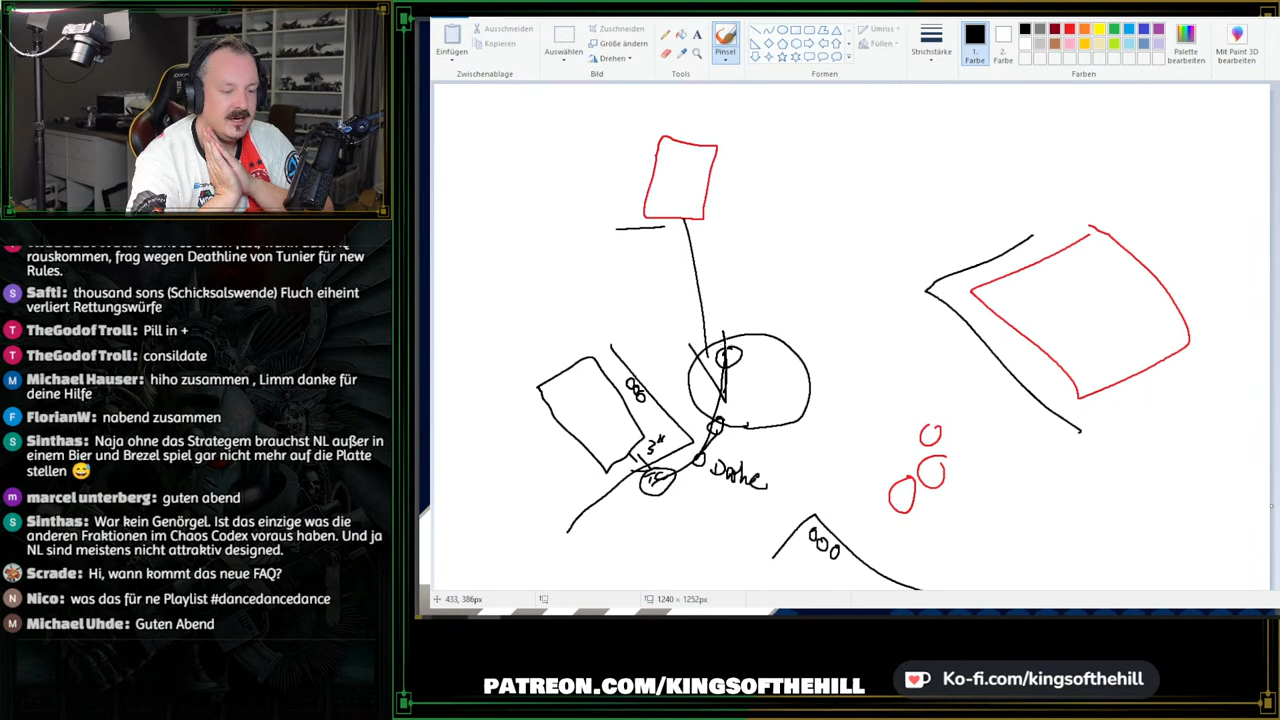 Einfügen
Ausschneiden
Kopieren
Zwischenablage
Auswählen
Zuschneiden
Größe ändern
Drehen
Bild
A
Tools
Pinsel
Umriss
Füllen
Formen
Strichstärke
1.
Farbe
2.
Farbe
Palette
bearbeiten
Farben
Mit Paint 3D
bearbeiten
rauskommen, frag wegen Deathline von Tunier für new
Rules.
S Safti: thousand sons (Schicksalswende) Fluch eiheint
verliert Rettungswürfe
T TheGodofTroll: Pill in +
T TheGodofTroll: consildate
M Michael Hauser: hiho zusammen , Limm danke für
deine Hilfe
F FlorianW: nabend zusammen
S Sinthas: Naja ohne das Strategem brauchst NL außer in
einem Bier und Brezel spiel gar nicht mehr auf die Platte
stellen 😅
m marcel unterberg: guten abend
S Sinthas: War kein Genörgel. Ist das einzige was die
anderen Fraktionen im Chaos Codex voraus haben. Und ja
NL sind meistens nicht attraktiv designed.
Scrade: Hi, wann kommt das neue FAQ?
N Nico: was das für ne Playlist #dancedancedance
M Michael Uhde: Guten Abend
3"
433, 386px
1240 × 1252px
PATREON.COM/KINGSOFTHEHILL
Ko-fi.com/kingsofthehill